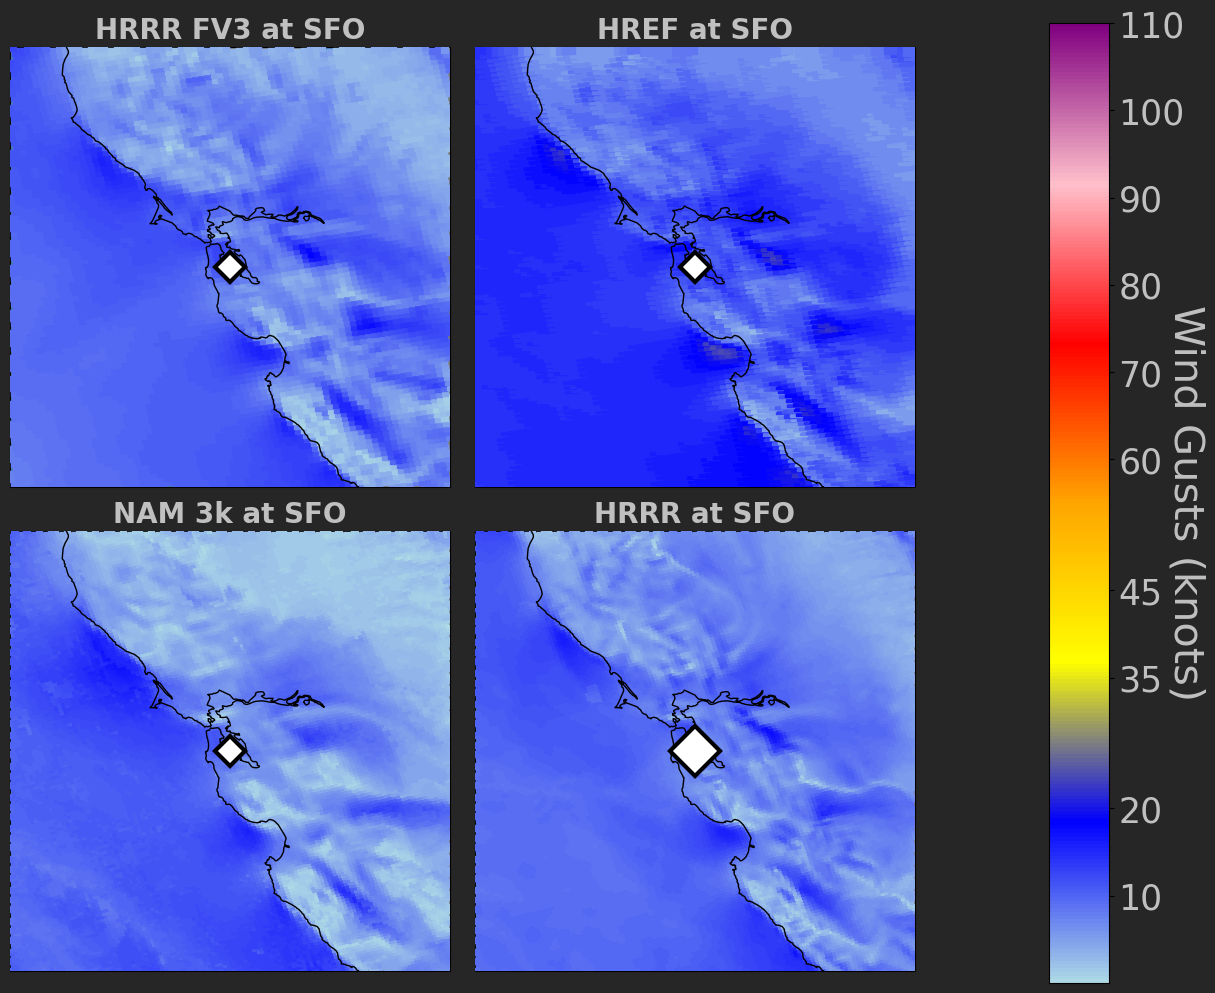 HRRR FV3 at SFO
HREF at SFO
NAM 3k at SFO
HRRR at SFO
110
100
90
80
70
60
45
35
20
10
Wind Gusts (knots)